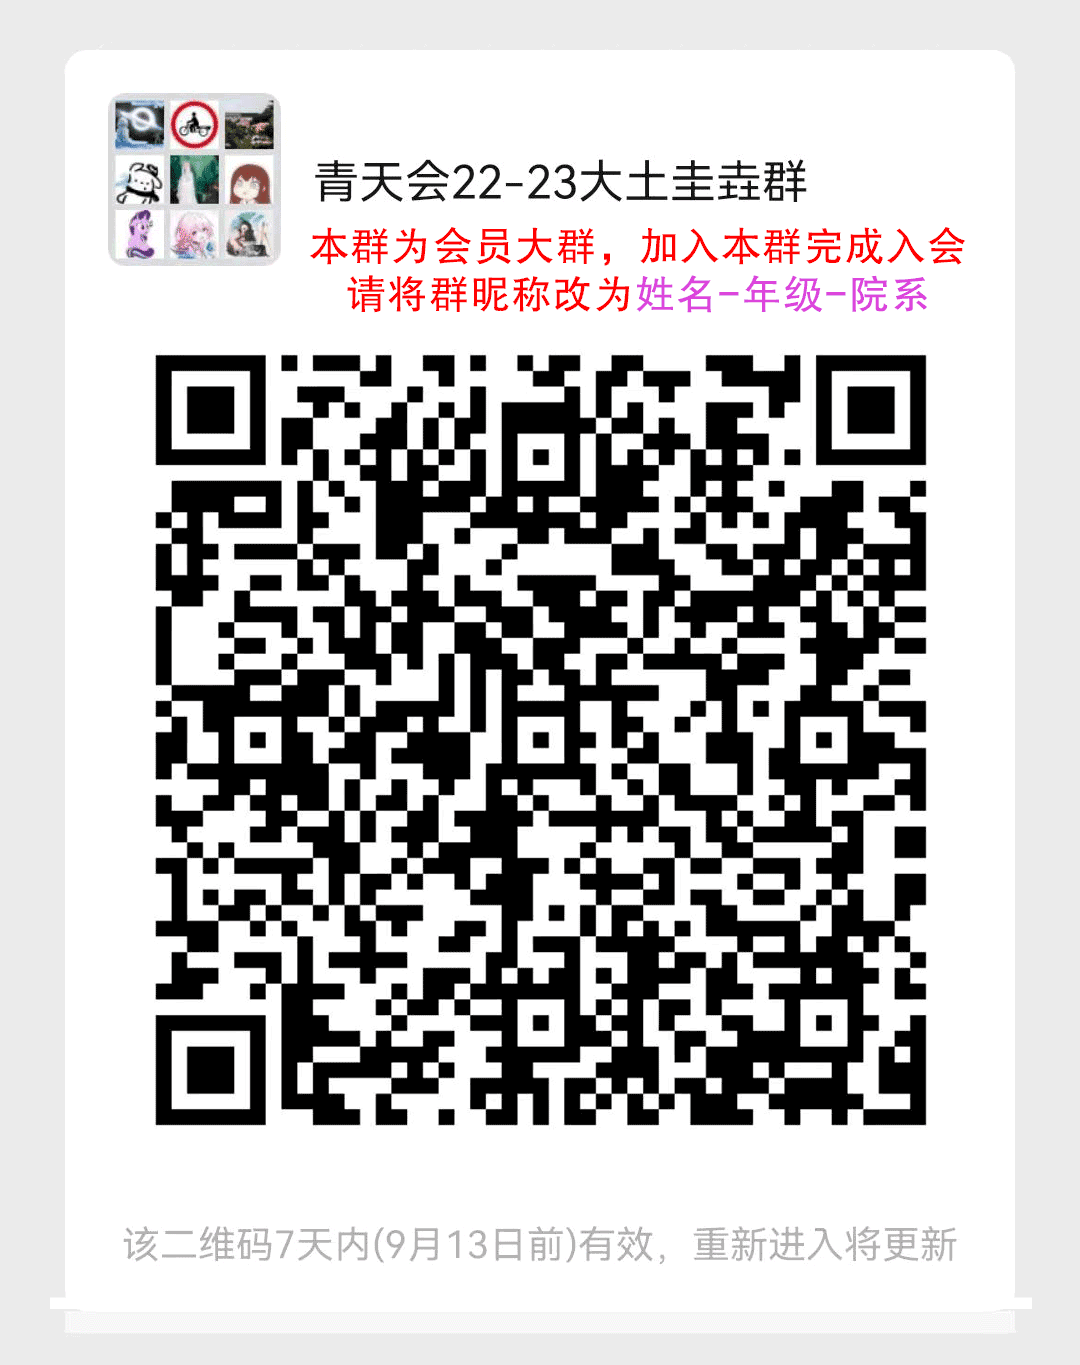 青天会22-23大土圭垚群
本群为会员大群，加入本群完成入会
请将群昵称改为姓名-年级-院系
该二维码7天内(9月13日前)有效，重新进入将更新